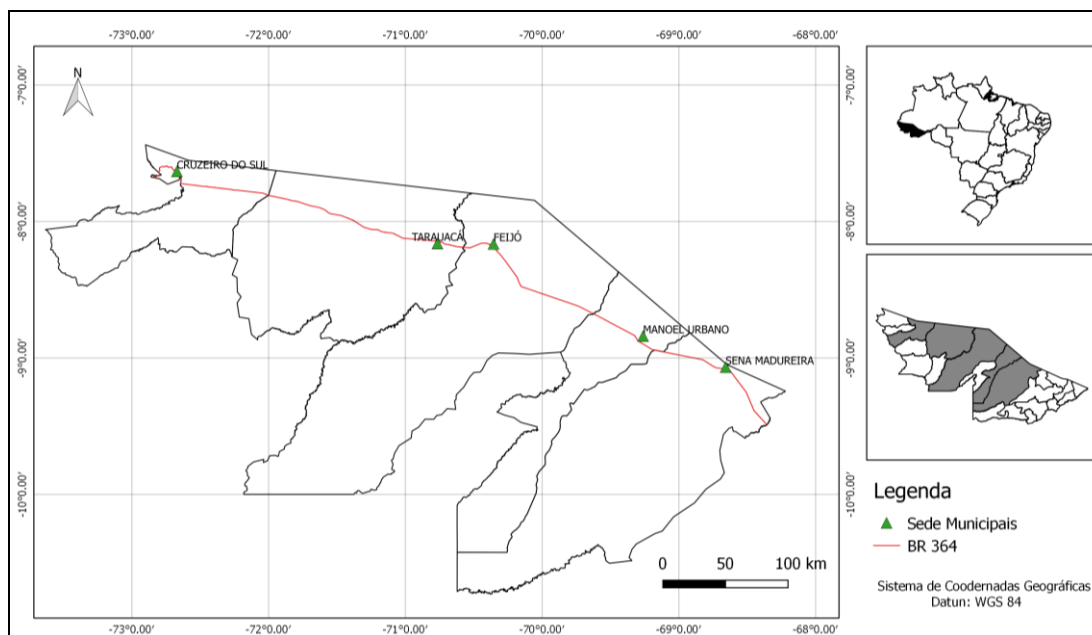 -73°0.00' -72°0.00' -71°0.00' -70°0.00' -69°0.00' -68°0.00'
N
-7°0.00'
-7°0.00'
CRUZEIRO DO SUL
-8°0.00'
-8°0.00'
TARAUACÁ
FEIJÓ
MANOEL URBANO
-9°0.00'
-9°0.00'
SENA MADUREIRA
-10°0.00'
-10°0.00'
0 50 100 km
-73°0.00' -72°0.00' -71°0.00' -70°0.00' -69°0.00' -68°0.00'
Legenda
Sede Municipais
BR 364
Sistema de Coodernadas Geográficas
Datun: WGS 84